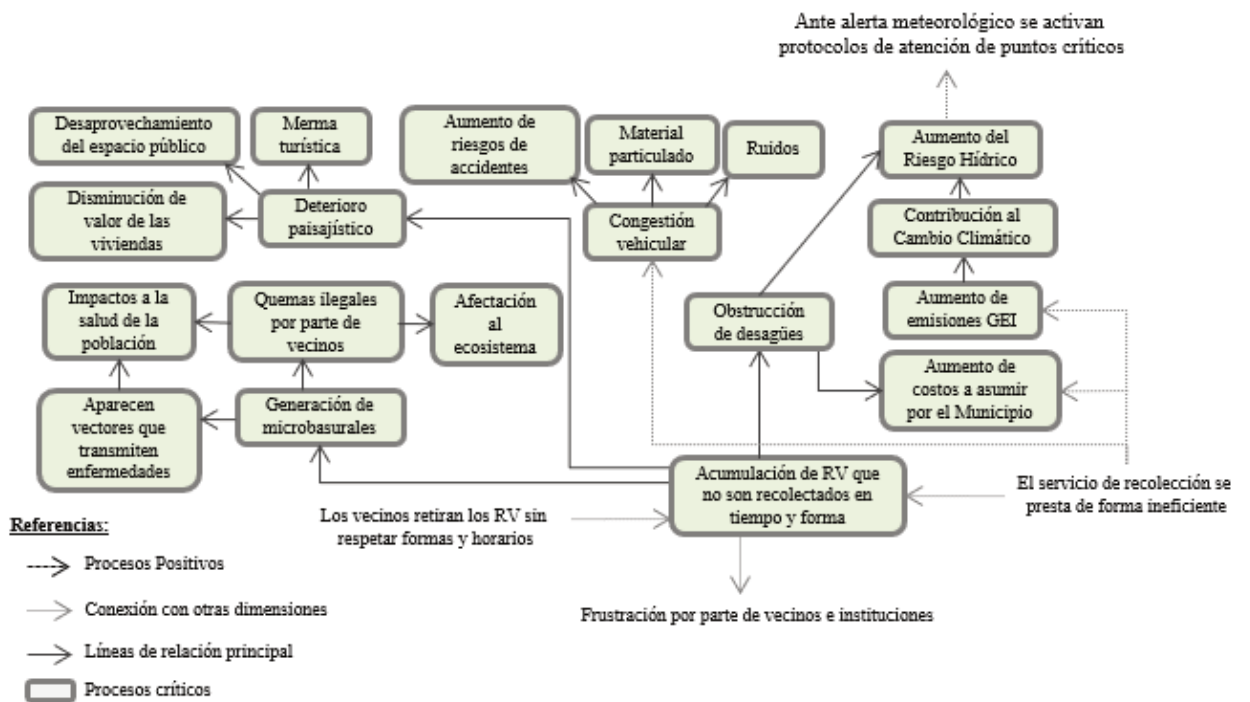 Ante alerta meteorológico se activan
protocolos de atención de puntos críticos
Desaprovechamiento
del espacio público
Merma
turística
Aumento de
riesgos de
accidentes
Material
particulado
Ruidos
Aumento del
Riesgo Hídrico
Disminución de
valor de las
viviendas
Deterioro
paisajístico
Congestión
vehicular
Contribución al
Cambio Climático
Impactos a la
salud de la
población
Quemas ilegales
por parte de
vecinos
Afectación
al
ecosistema
Obstrucción
de desagües
Aumento de
emisiones GEI
Aumento de
costos a asumir
por el Municipio
Aparecen
vectores que
transmiten
enfermedades
Generación de
microbasurales
Acumulación de RV que
no son recolectados en
tiempo y forma
El servicio de recolección se
presta de forma ineficiente
Los vecinos retiran los RV sin
respetar formas y horarios
Frustración por parte de vecinos e instituciones
Referencias:
Procesos Positivos
Conexión con otras dimensiones
Líneas de relación principal
Procesos críticos